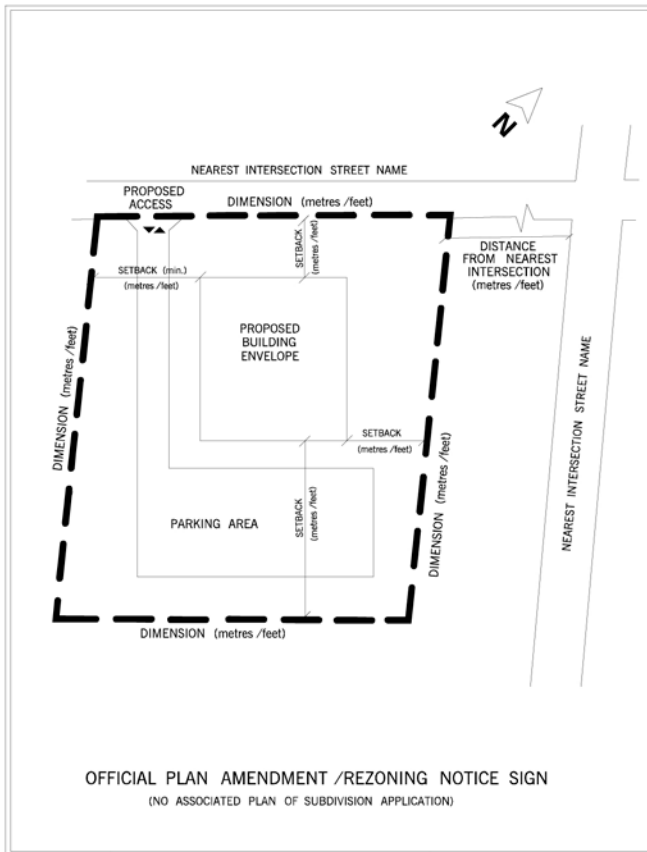 N
NEAREST INTERSECTION STREET NAME
PROPOSED
ACCESS
DIMENSION (metres /feet)
SETBACK
(metres /feet)
DISTANCE
FROM NEAREST
INTERSECTION
(metres /feet)
SETBACK (min.)
(metres /feet)
PROPOSED
BUILDING
ENVELOPE
DIMENSION (metres /feet)
NEAREST INTERSECTION STREET NAME
SETBACK
(metres /feet)
DIMENSION (metres /feet)
SETBACK
(metres /feet)
PARKING AREA
DIMENSION (metres /feet)
OFFICIAL PLAN AMENDMENT /REZONING NOTICE SIGN
(NO ASSOCIATED PLAN OF SUBDIVISION APPLICATION)